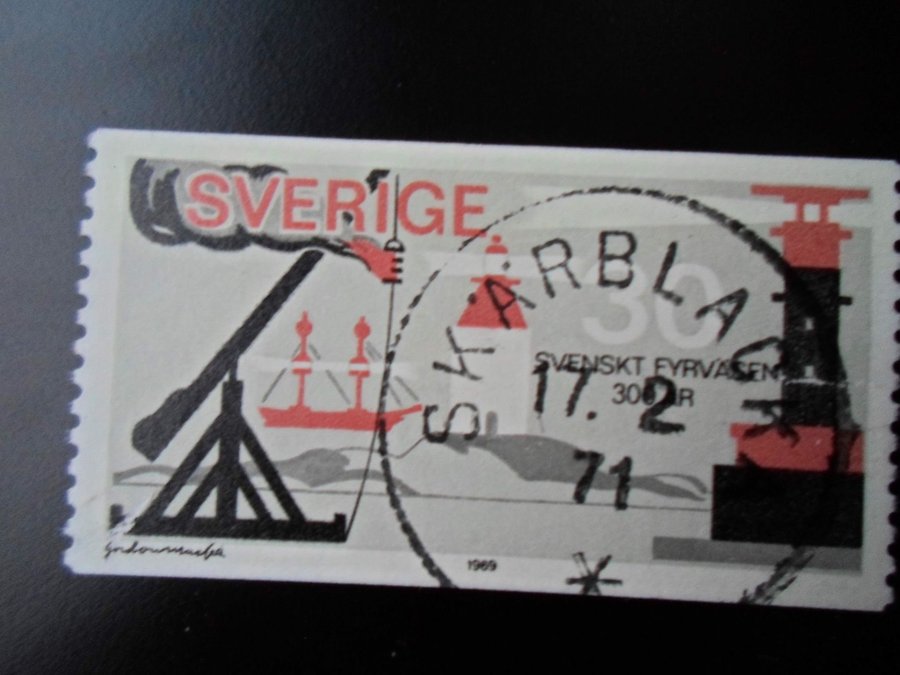 SVERIGE
30
SVENSKT FYRVÄSEN
300 ÅR
1969
SKÄRBLACKA
17. 2
71
*